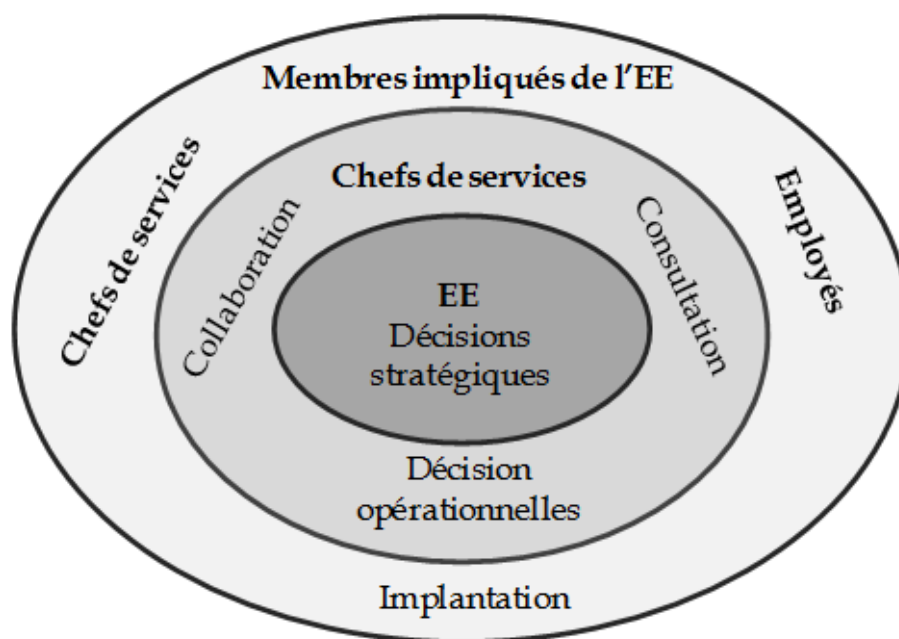 Membres impliqués de l'EE
Chefs de services
Employés
Chefs de services
Collaboration
Consultation
EE
Décisions
stratégiques
Décision
opérationnelles
Implantation